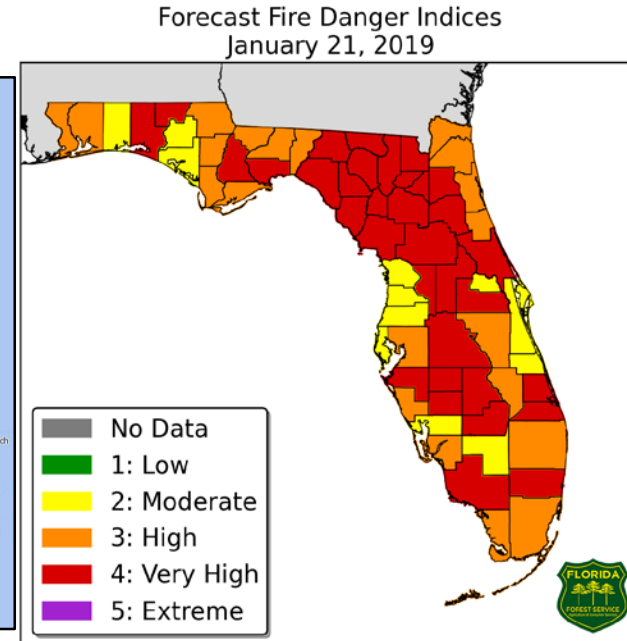 Forecast Fire Danger Indices
January 21, 2019
ch
No Data
1: Low
2: Moderate
3: High
4: Very High
5: Extreme
FLORIDA
FOREST SERVICE